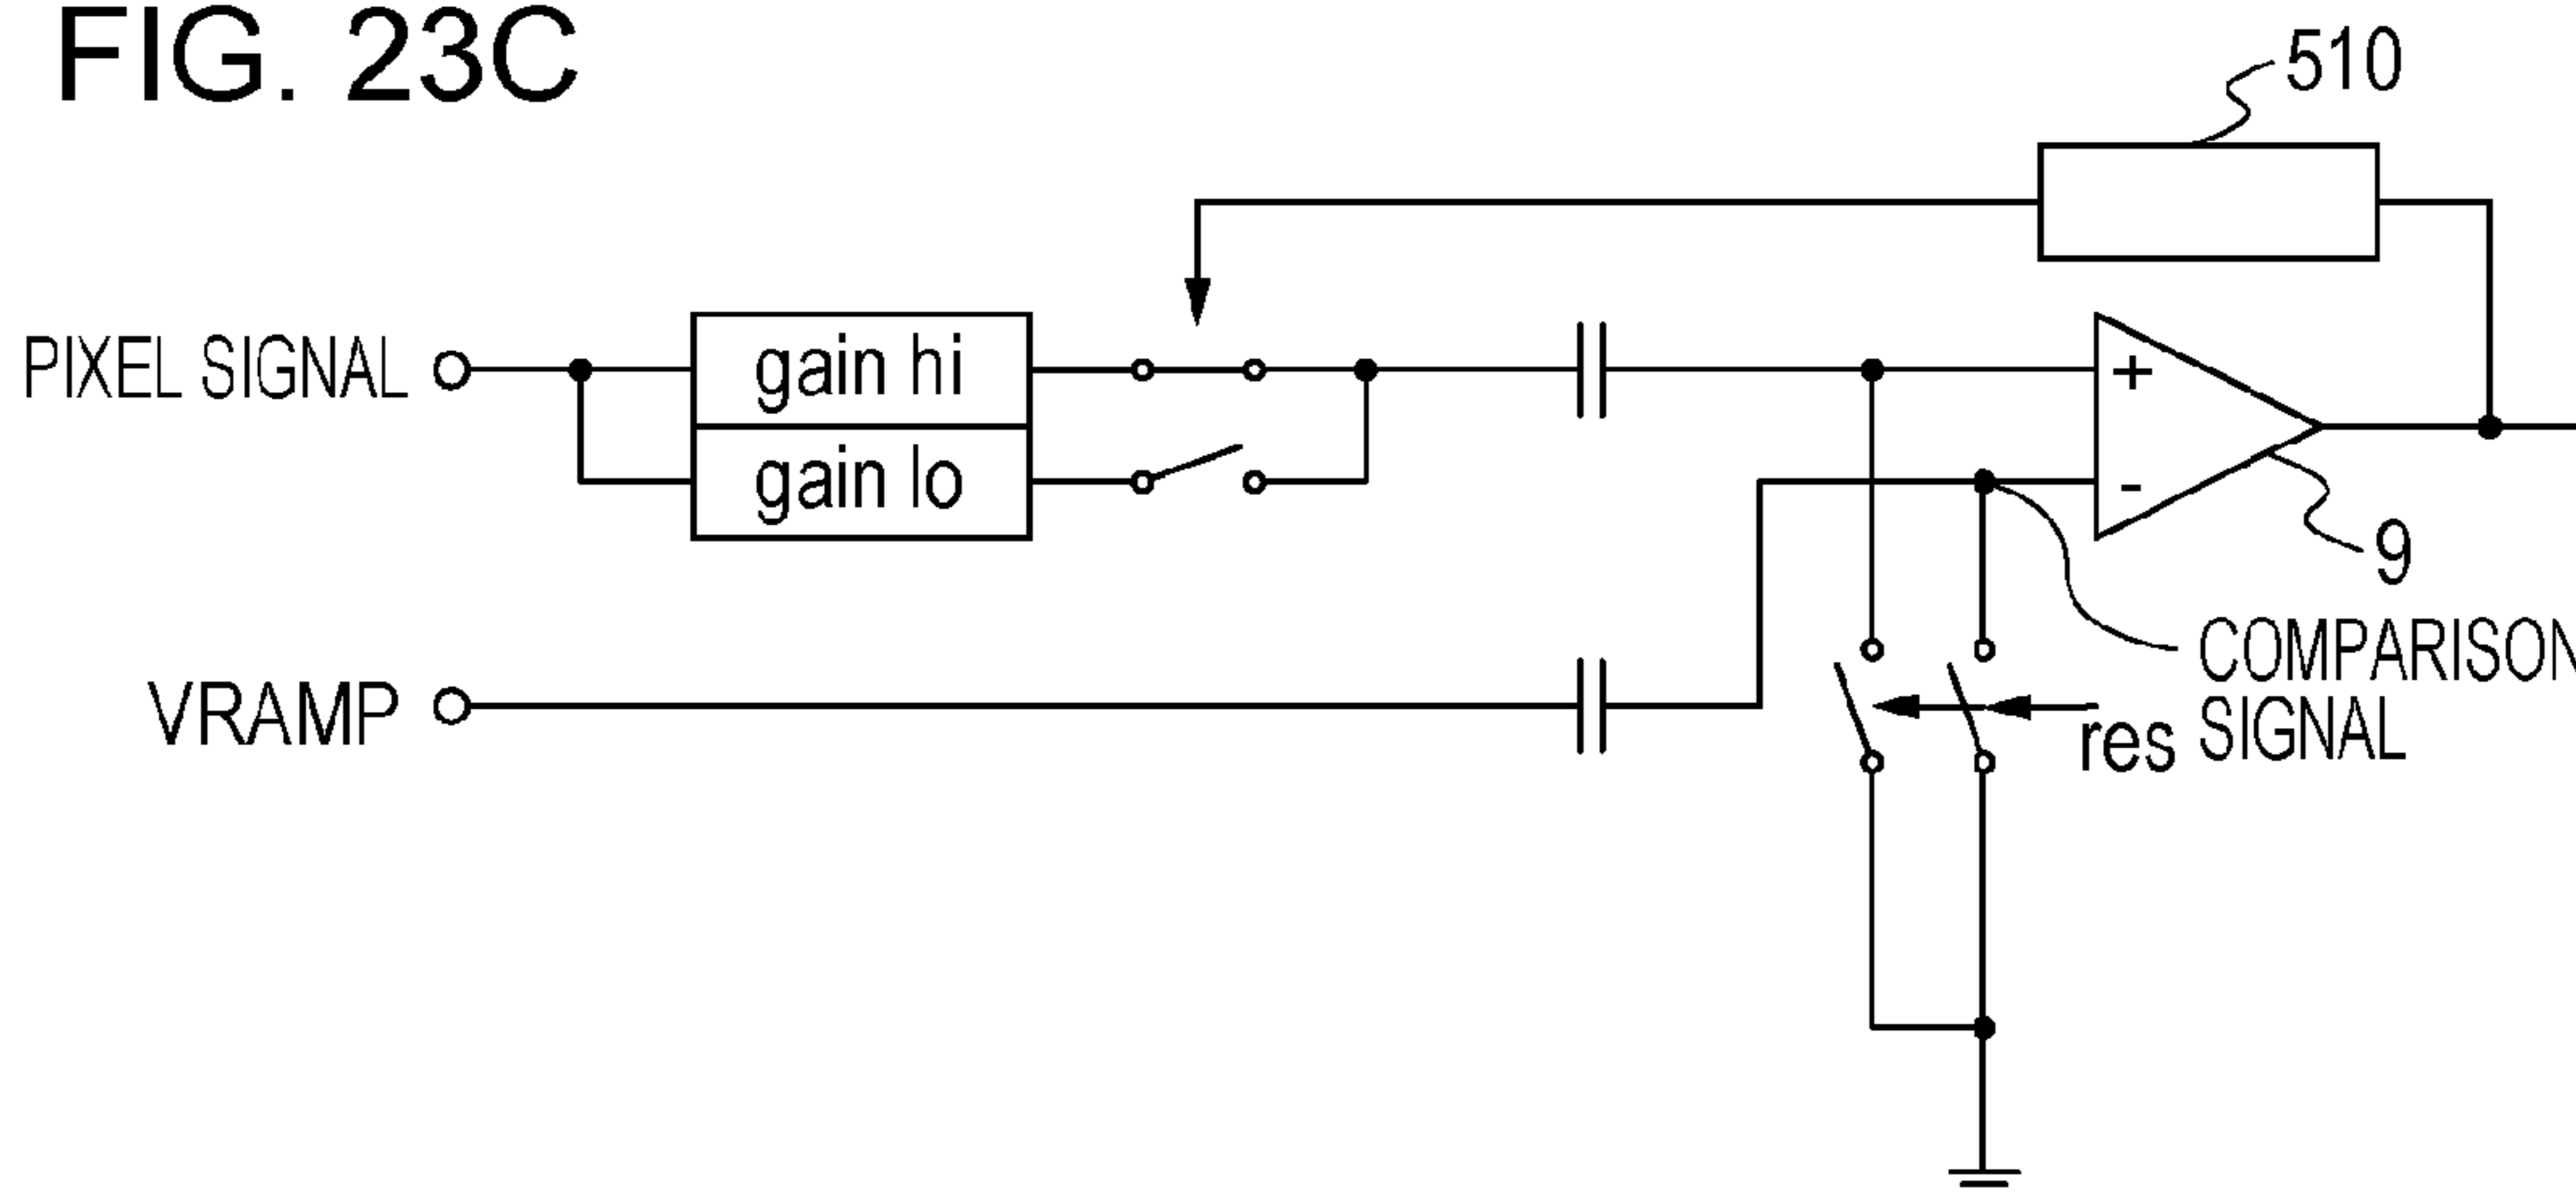 FIG. 23C
510
PIXEL SIGNAL
gain hi
gain lo
+
-
9
VRAMP
res
COMPARISON
SIGNAL